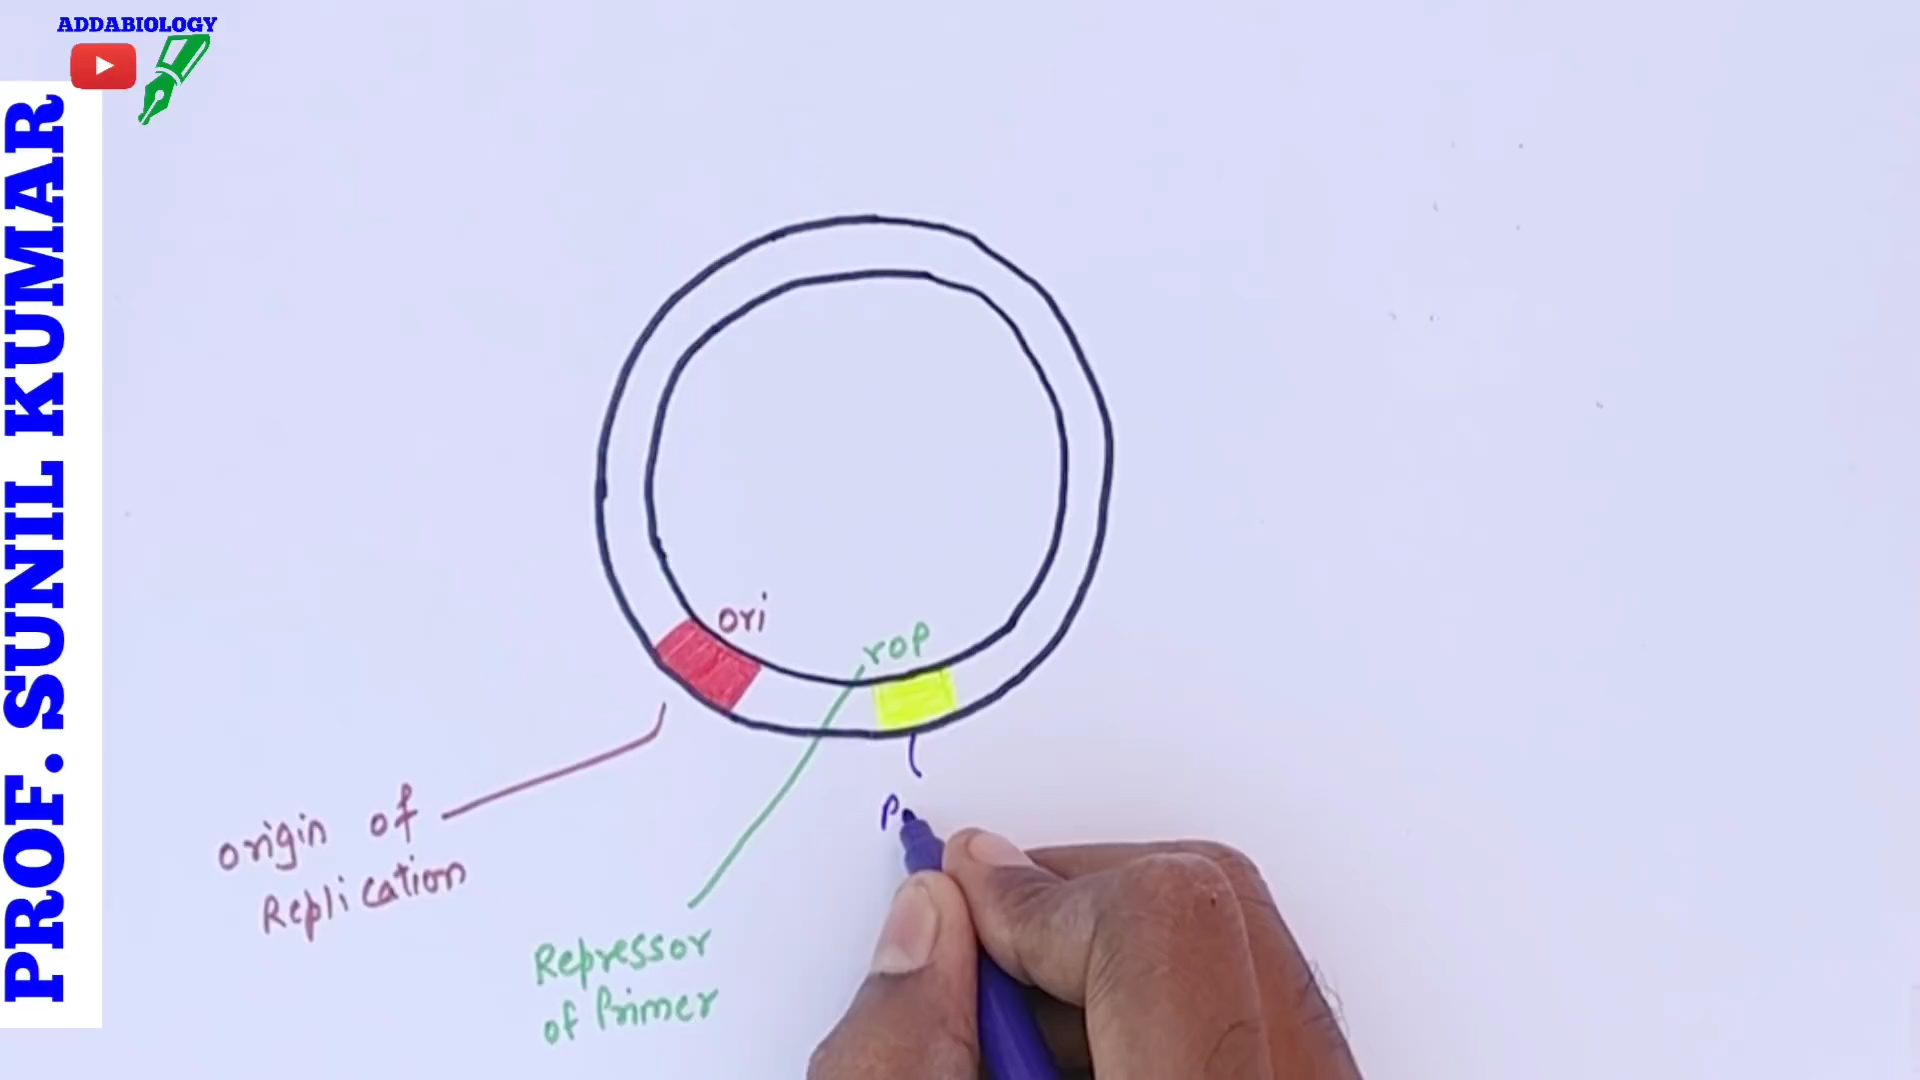 ADDABIOLOGY
PROF. SUNIL KUMAR
ori
rop
origin of
Replication
Repressor
of Primer